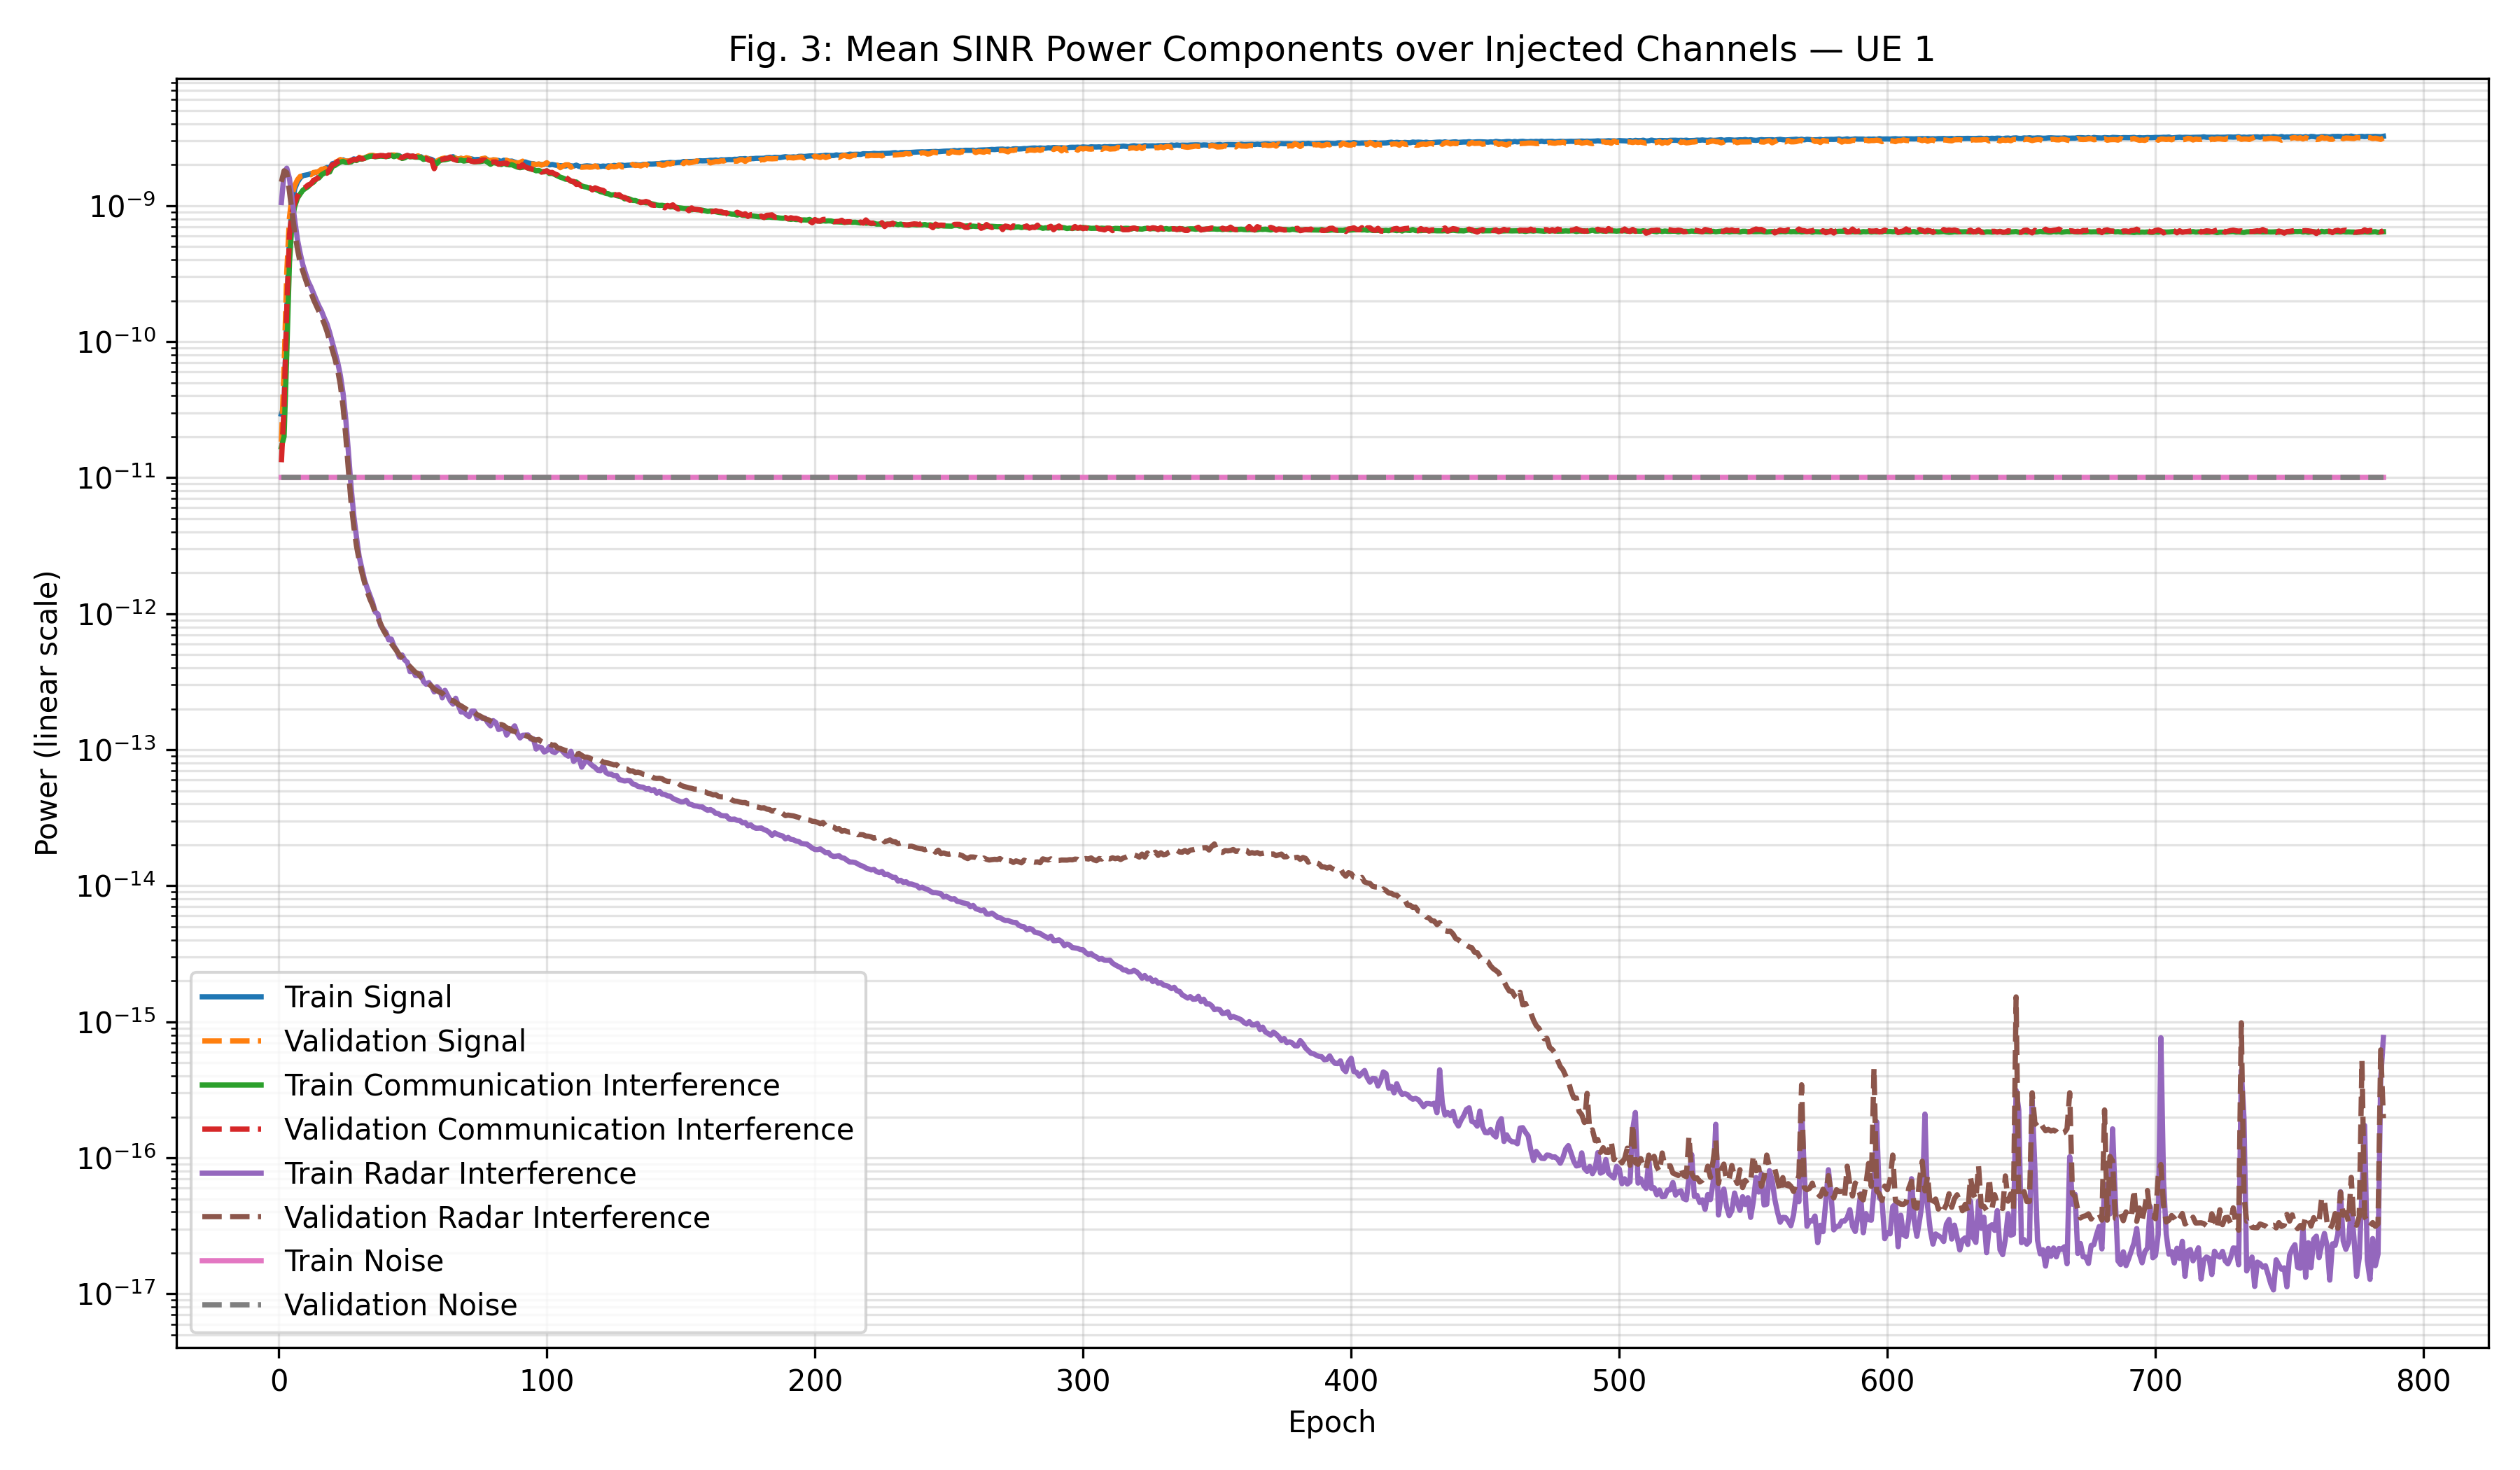 Fig. 3: Mean SINR Power Components over Injected Channels — UE 1
Power (linear scale)
10⁻⁹
10⁻¹⁰
10⁻¹¹
10⁻¹²
10⁻¹³
10⁻¹⁴
10⁻¹⁵
10⁻¹⁶
10⁻¹⁷
Train Signal
Validation Signal
Train Communication Interference
Validation Communication Interference
Train Radar Interference
Validation Radar Interference
Train Noise
Validation Noise
0 100 200 300 400 500 600 700 800
Epoch